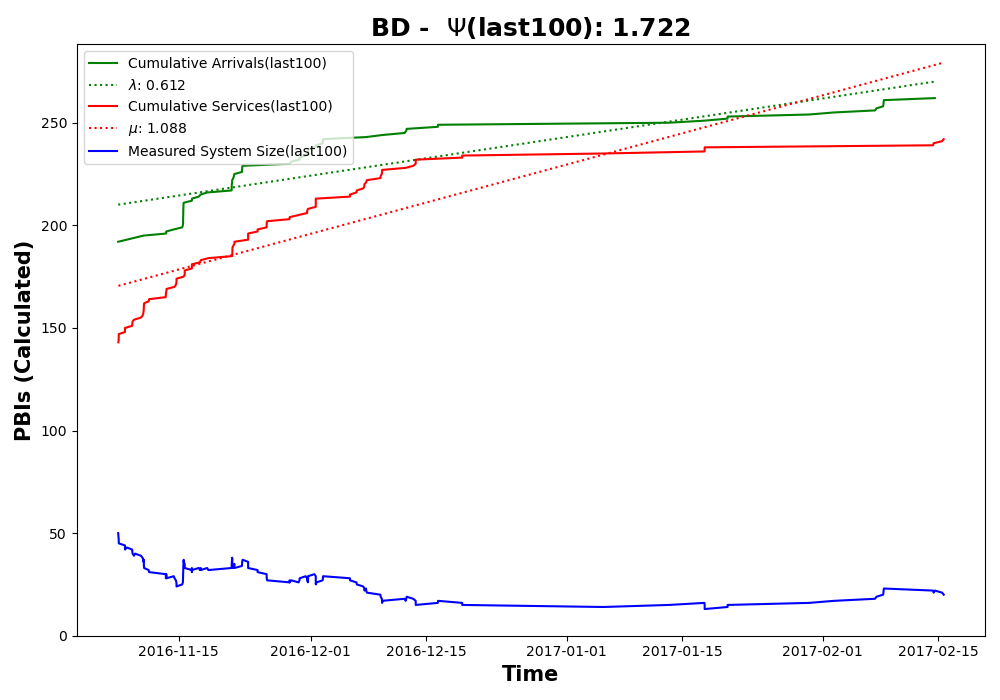 BD -  Ψ(last100): 1.722
Cumulative Arrivals(last100)
λ: 0.612
Cumulative Services(last100)
μ: 1.088
Measured System Size(last100)
PBIs (Calculated)
250
200
150
100
50
0
2016-11-15 2016-12-01 2016-12-15 2017-01-01 2017-01-15 2017-02-01 2017-02-15
Time